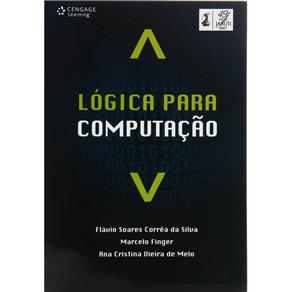 CENGAGE
Learning
LÓGICA PARA
COMPUTAÇÃO
Flávio Soares Corrêa da Silva
Marcelo Finger
Ana Cristina Vieira de Melo